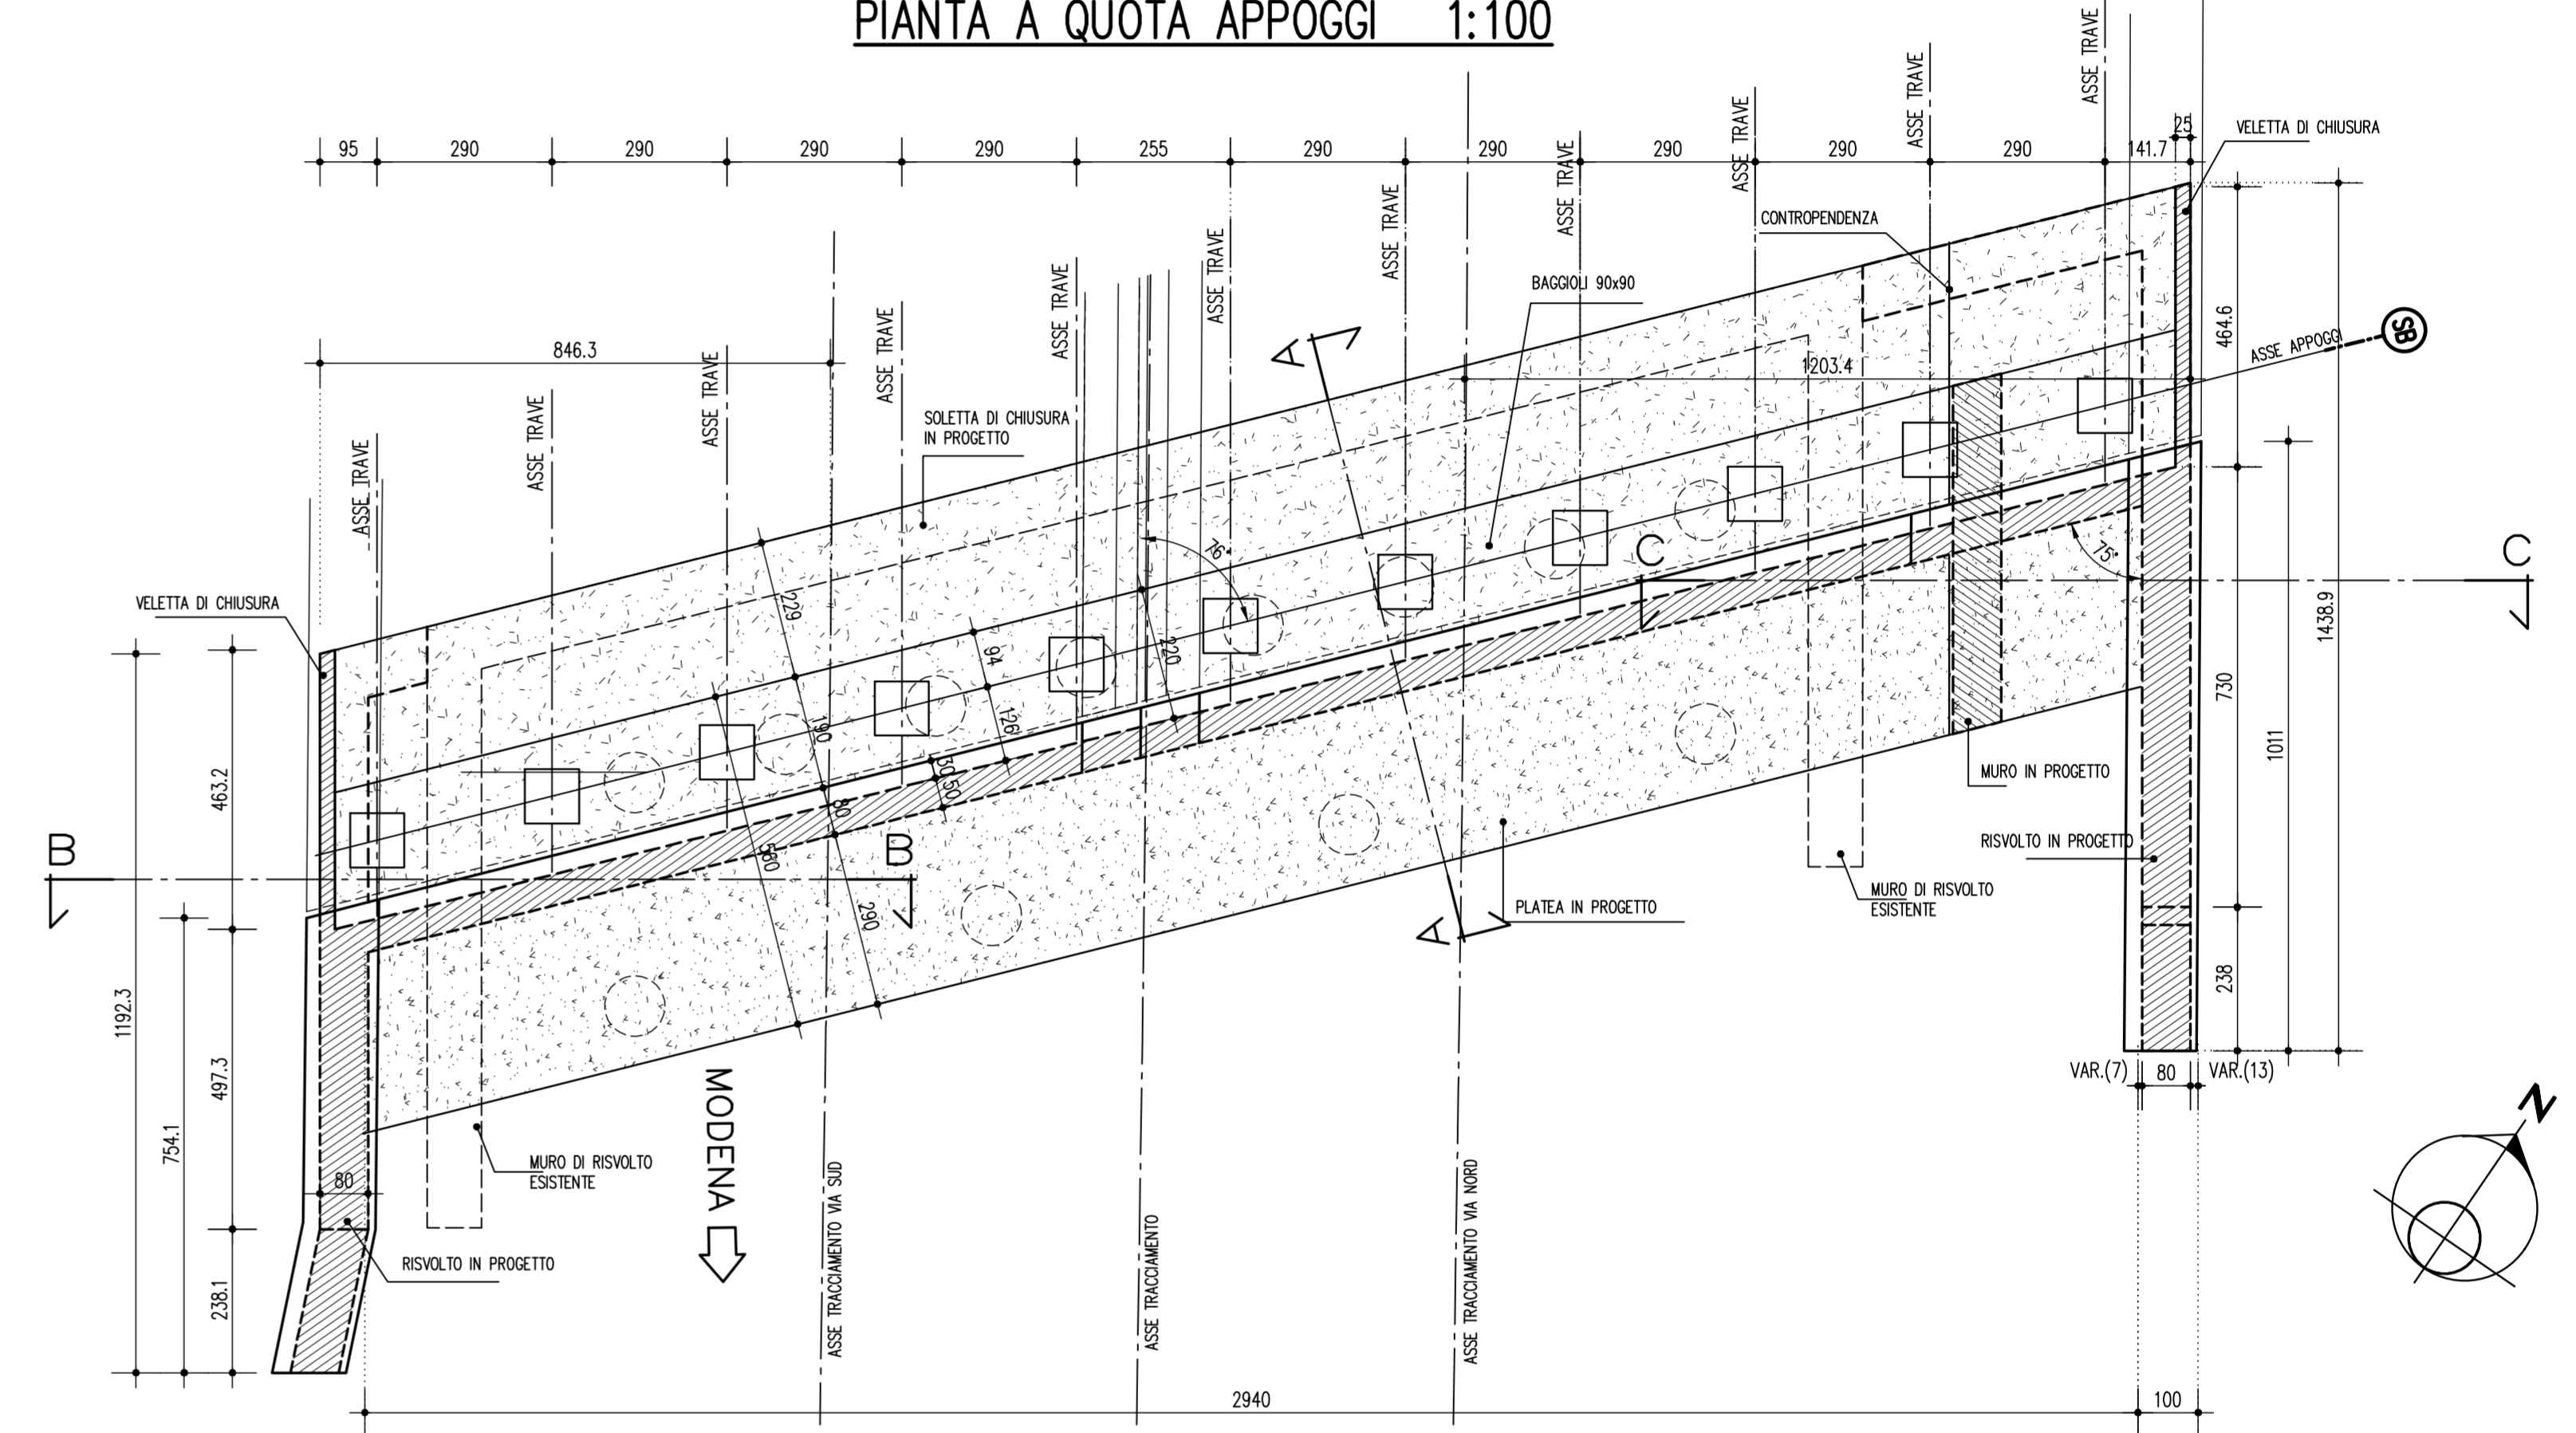 PIANTA A QUOTA APPOGGI 1:100
95 290 290 290 290 255 290 290 290 290 290 141.7
25
VELETTA DI CHIUSURA
ASSE TRAVE
ASSE TRAVE
ASSE TRAVE
ASSE TRAVE
ASSE TRAVE
ASSE TRAVE
ASSE TRAVE
ASSE TRAVE
ASSE TRAVE
ASSE TRAVE
ASSE TRAVE
CONTROPENDENZA
BAGGIOLI 90x90
846.3
1203.4
A
ASSE APPOGGI
SB
464.6
SOLETTA DI CHIUSURA
IN PROGETTO
76°
75°
C
C
VELETTA DI CHIUSURA
229
94
220
190
126
30
50
80
560
290
730
1011
1438.9
463.2
B
B
MURO IN PROGETTO
RISVOLTO IN PROGETTO
MURO DI RISVOLTO
ESISTENTE
PLATEA IN PROGETTO
A
238
1192.3
754.1
497.3
238.1
80
VAR.(7) 80 VAR.(13)
MODENA
MURO DI RISVOLTO
ESISTENTE
RISVOLTO IN PROGETTO
ASSE TRACCIAMENTO VIA SUD
ASSE TRACCIAMENTO
ASSE TRACCIAMENTO VIA NORD
N
2940
100